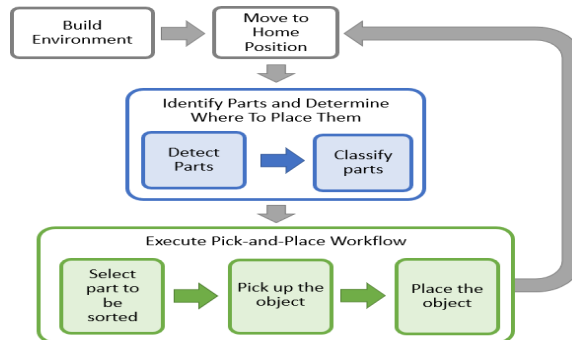 Build
Environment
Move to
Home
Position
Identify Parts and Determine
Where To Place Them
Detect
Parts
Classify
parts
Execute Pick-and-Place Workflow
Select
part to
be
sorted
Pick up the
object
Place the
object